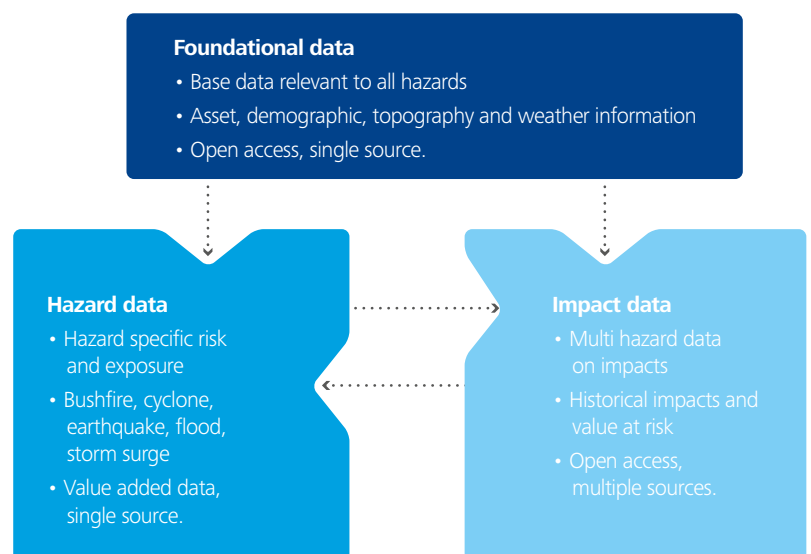 Foundational data
• Base data relevant to all hazards
• Asset, demographic, topography and weather information
• Open access, single source.
Hazard data
• Hazard specific risk
and exposure
• Bushfire, cyclone,
earthquake, flood,
storm surge
• Value added data,
single source.
Impact data
• Multi hazard data
on impacts
• Historical impacts and
value at risk
• Open access,
multiple sources.